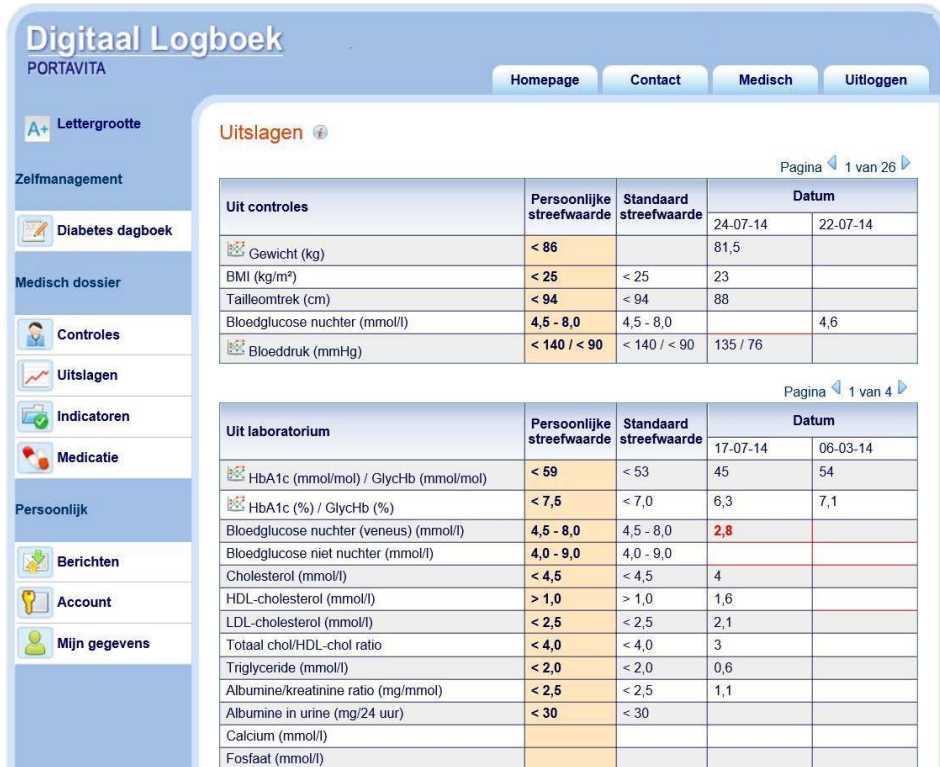 Digitaal Logboek
PORTAVITA
Homepage Contact Medisch Uitloggen
A+ Lettergrootte
Zelfmanagement
Diabetes dagboek
Medisch dossier
Controles
Uitslagen
Indicatoren
Medicatie
Persoonlijk
Berichten
Account
Mijn gegevens
Uitslagen i
Pagina 1 van 26
Uit controles Persoonlijke streefwaarde Standaard streefwaarde Datum
24-07-14 22-07-14
Gewicht (kg) < 86 81,5
BMI (kg/m²) < 25 < 25 23
Tailleomtrek (cm) < 94 < 94 88
Bloedglucose nuchter (mmol/l) 4,5 - 8,0 4,5 - 8,0 4,6
Bloeddruk (mmHg) < 140 / < 90 < 140 / < 90 135 / 76
Pagina 1 van 4
Uit laboratorium Persoonlijke streefwaarde Standaard streefwaarde Datum
17-07-14 06-03-14
HbA1c (mmol/mol) / GlycHb (mmol/mol) < 59 < 53 45 54
HbA1c (%) / GlycHb (%) < 7,5 < 7,0 6,3 7,1
Bloedglucose nuchter (veneus) (mmol/l) 4,5 - 8,0 4,5 - 8,0 2,8
Bloedglucose niet nuchter (mmol/l) 4,0 - 9,0 4,0 - 9,0
Cholesterol (mmol/l) < 4,5 < 4,5 4
HDL-cholesterol (mmol/l) > 1,0 > 1,0 1,6
LDL-cholesterol (mmol/l) < 2,5 < 2,5 2,1
Totaal chol/HDL-chol ratio < 4,0 < 4,0 3
Triglyceride (mmol/l) < 2,0 < 2,0 0,6
Albumine/kreatinine ratio (mg/mmol) < 2,5 < 2,5 1,1
Albumine in urine (mg/24 uur) < 30 < 30
Calcium (mmol/l)
Fosfaat (mmol/l)